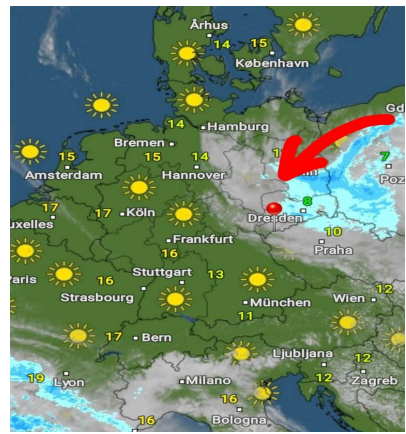 Århus
14
15
København
Gd
14
Hamburg
Bremen
15
14
7
15
Amsterdam
Hannover
Poz
17
17
Köln
8
Dresden
uxelles
10
Frankfurt
Praha
16
aris
16
Stuttgart
13
12
Strasbourg
Wien
München
11
17
Bern
Ljubljana
12
19
Lyon
Milano
12
Zagreb
16
16
Bologna